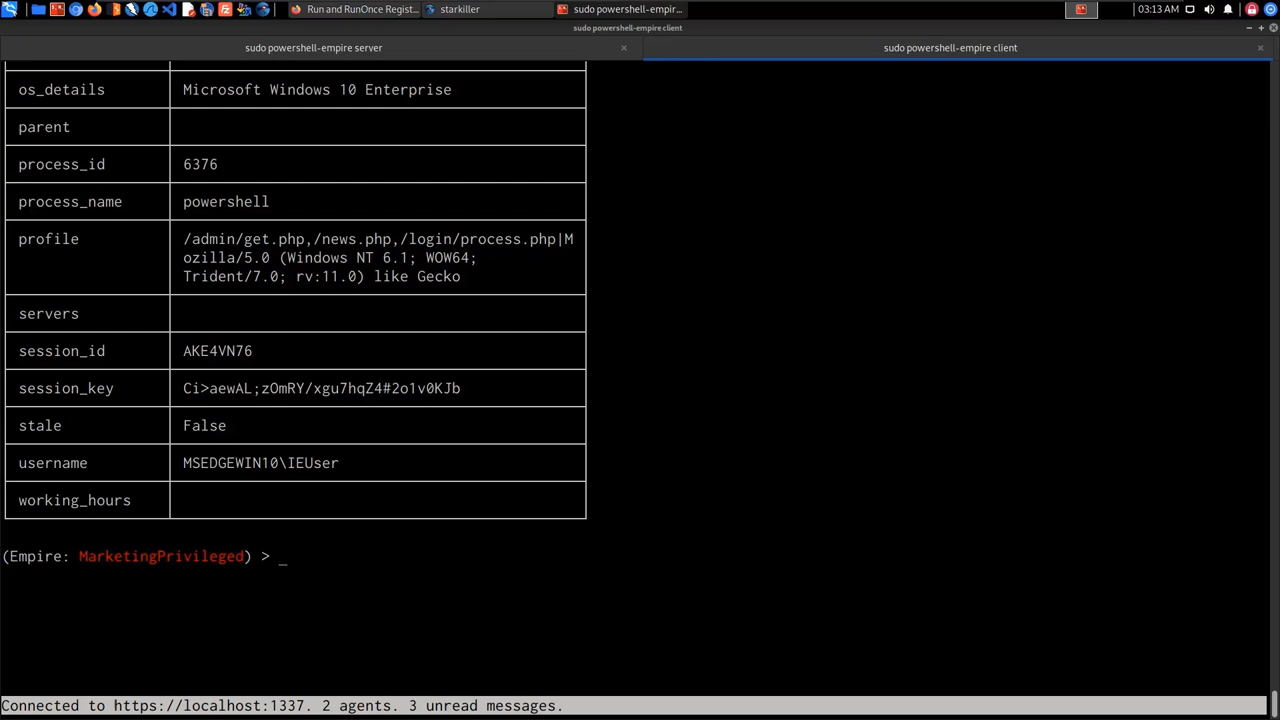 Run and RunOnce Regist...
starkiller
sudo powershell-empir...
03:13 AM
sudo powershell-empire client
sudo powershell-empire server
sudo powershell-empire client
os_details Microsoft Windows 10 Enterprise
parent
process_id 6376
process_name powershell
profile /admin/get.php,/news.php,/login/process.php|M
ozilla/5.0 (Windows NT 6.1; WOW64;
Trident/7.0; rv:11.0) like Gecko
servers
session_id AKE4VN76
session_key Ci>aewAL;zOmRY/xgu7hqZ4#2o1v0KJb
stale False
username MSEDGEWIN10\IEUser
working_hours
(Empire: MarketingPrivileged) > _
Connected to https://localhost:1337. 2 agents. 3 unread messages.